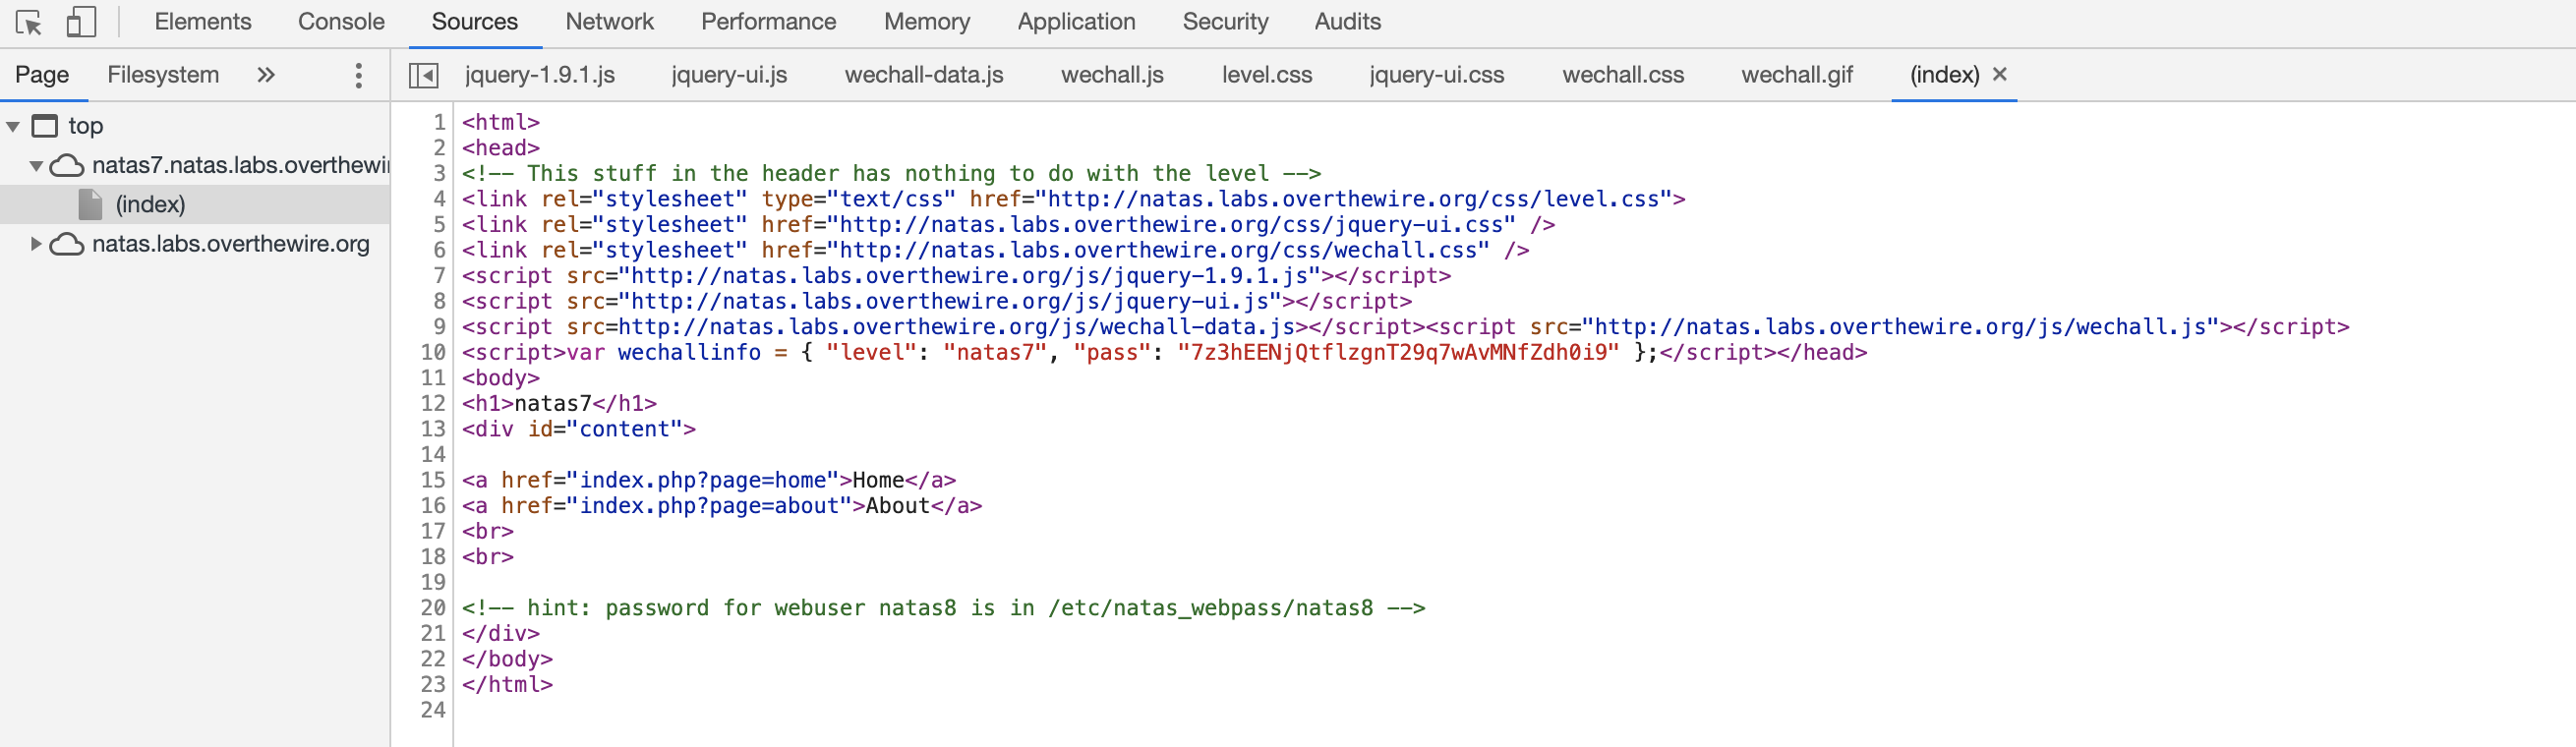 Elements Console Sources Network Performance Memory Application Security Audits
Page Filesystem » jquery-1.9.1.js jquery-ui.js wechall-data.js wechall.js level.css jquery-ui.css wechall.css wechall.gif (index) ×
top
natas7.natas.labs.overthewi
(index)
natas.labs.overthewire.org
1 <html>
2 <head>
3 <!-- This stuff in the header has nothing to do with the level -->
4 <link rel="stylesheet" type="text/css" href="http://natas.labs.overthewire.org/css/level.css">
5 <link rel="stylesheet" href="http://natas.labs.overthewire.org/css/jquery-ui.css" />
6 <link rel="stylesheet" href="http://natas.labs.overthewire.org/css/wechall.css" />
7 <script src="http://natas.labs.overthewire.org/js/jquery-1.9.1.js"></script>
8 <script src="http://natas.labs.overthewire.org/js/jquery-ui.js"></script>
9 <script src=http://natas.labs.overthewire.org/js/wechall-data.js></script><script src="http://natas.labs.overthewire.org/js/wechall.js"></script>
10 <script>var wechallinfo = { "level": "natas7", "pass": "7z3hEENjQtflzgnT29q7wAvMNfZdh0i9" };</script></head>
11 <body>
12 <h1>natas7</h1>
13 <div id="content">
14
15 <a href="index.php?page=home">Home</a>
16 <a href="index.php?page=about">About</a>
17 <br>
18 <br>
19
20 <!-- hint: password for webuser natas8 is in /etc/natas_webpass/natas8 -->
21 </div>
22 </body>
23 </html>
24